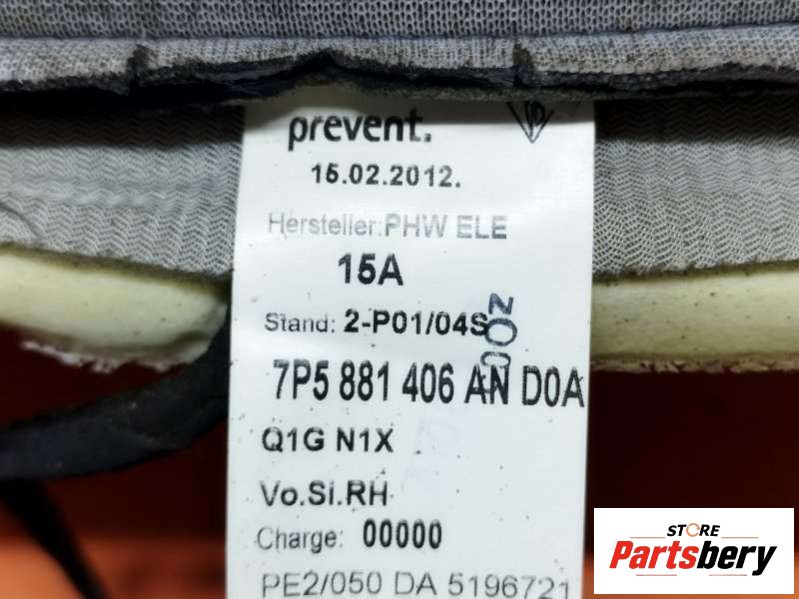 prevent.
15.02.2012.
Hersteller:PHW ELE
15A
Stand: 2-P01/04S
7P5 881 406 AN D0A
Q1G N1X
Vo.Si.RH
Charge: 00000
PE2/050 DA 5196721
STORE
Partsbery